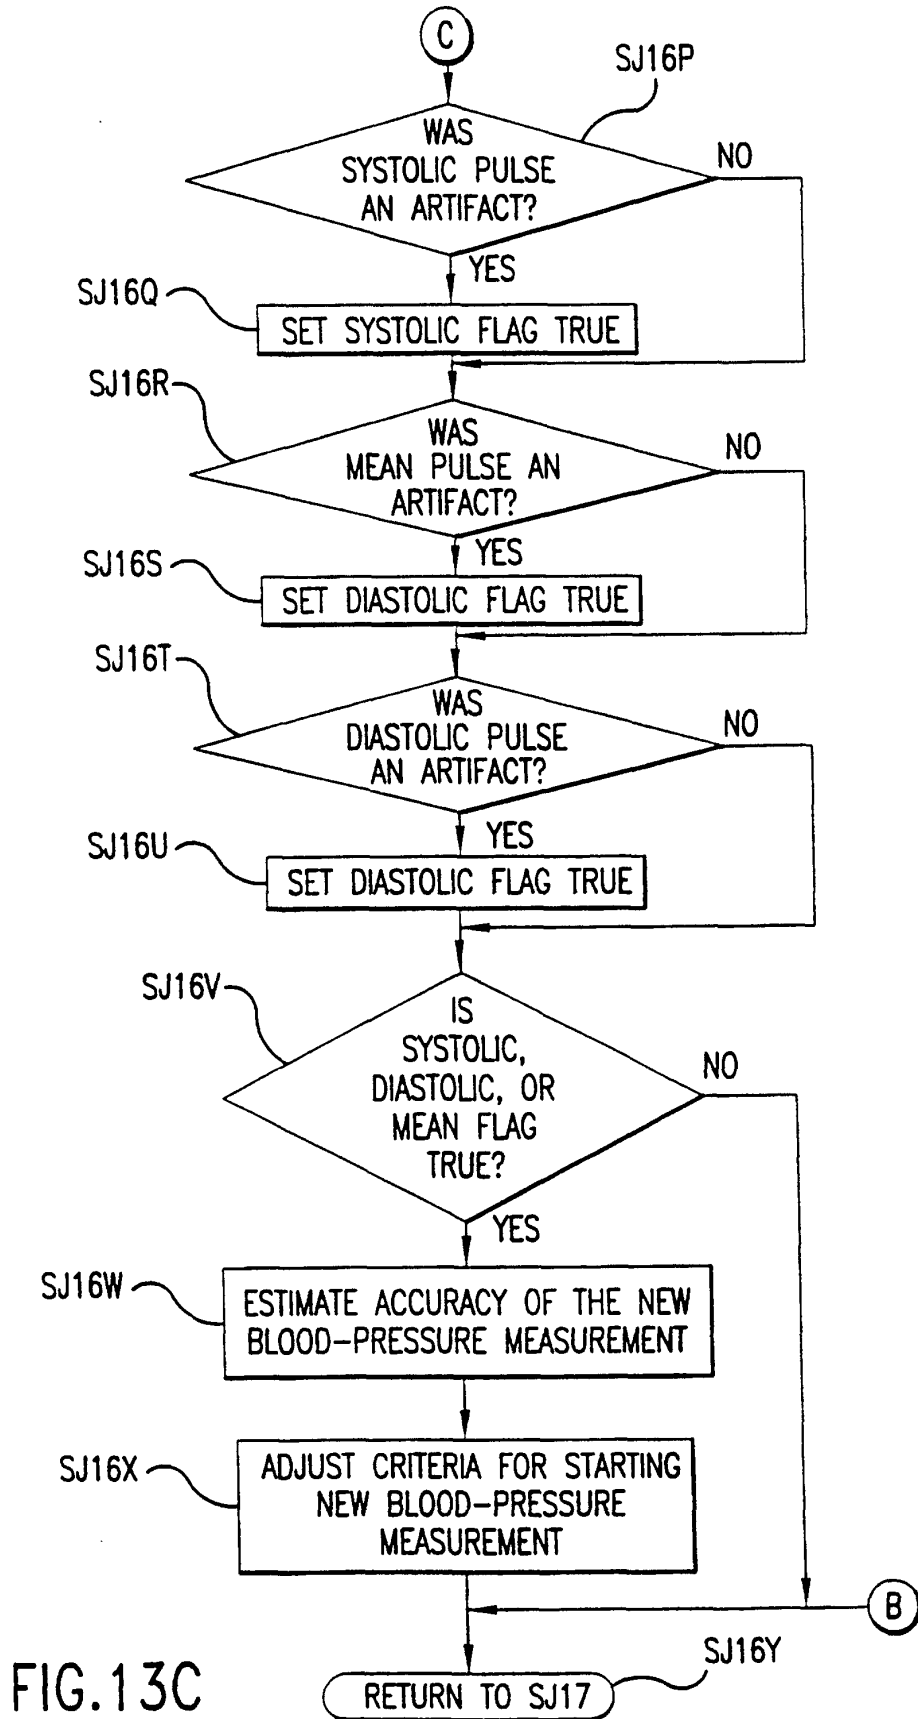 C
SJ16P
WAS
SYSTOLIC PULSE
AN ARTIFACT?
NO
YES
SJ16Q
SET SYSTOLIC FLAG TRUE
SJ16R
WAS
MEAN PULSE AN
ARTIFACT?
NO
YES
SJ16S
SET DIASTOLIC FLAG TRUE
SJ16T
WAS
DIASTOLIC PULSE
AN ARTIFACT?
NO
YES
SJ16U
SET DIASTOLIC FLAG TRUE
SJ16V
IS
SYSTOLIC,
DIASTOLIC, OR
MEAN FLAG
TRUE?
NO
YES
SJ16W
ESTIMATE ACCURACY OF THE NEW
BLOOD-PRESSURE MEASUREMENT
SJ16X
ADJUST CRITERIA FOR STARTING
NEW BLOOD-PRESSURE
MEASUREMENT
B
SJ16Y
RETURN TO SJ17
FIG.13C